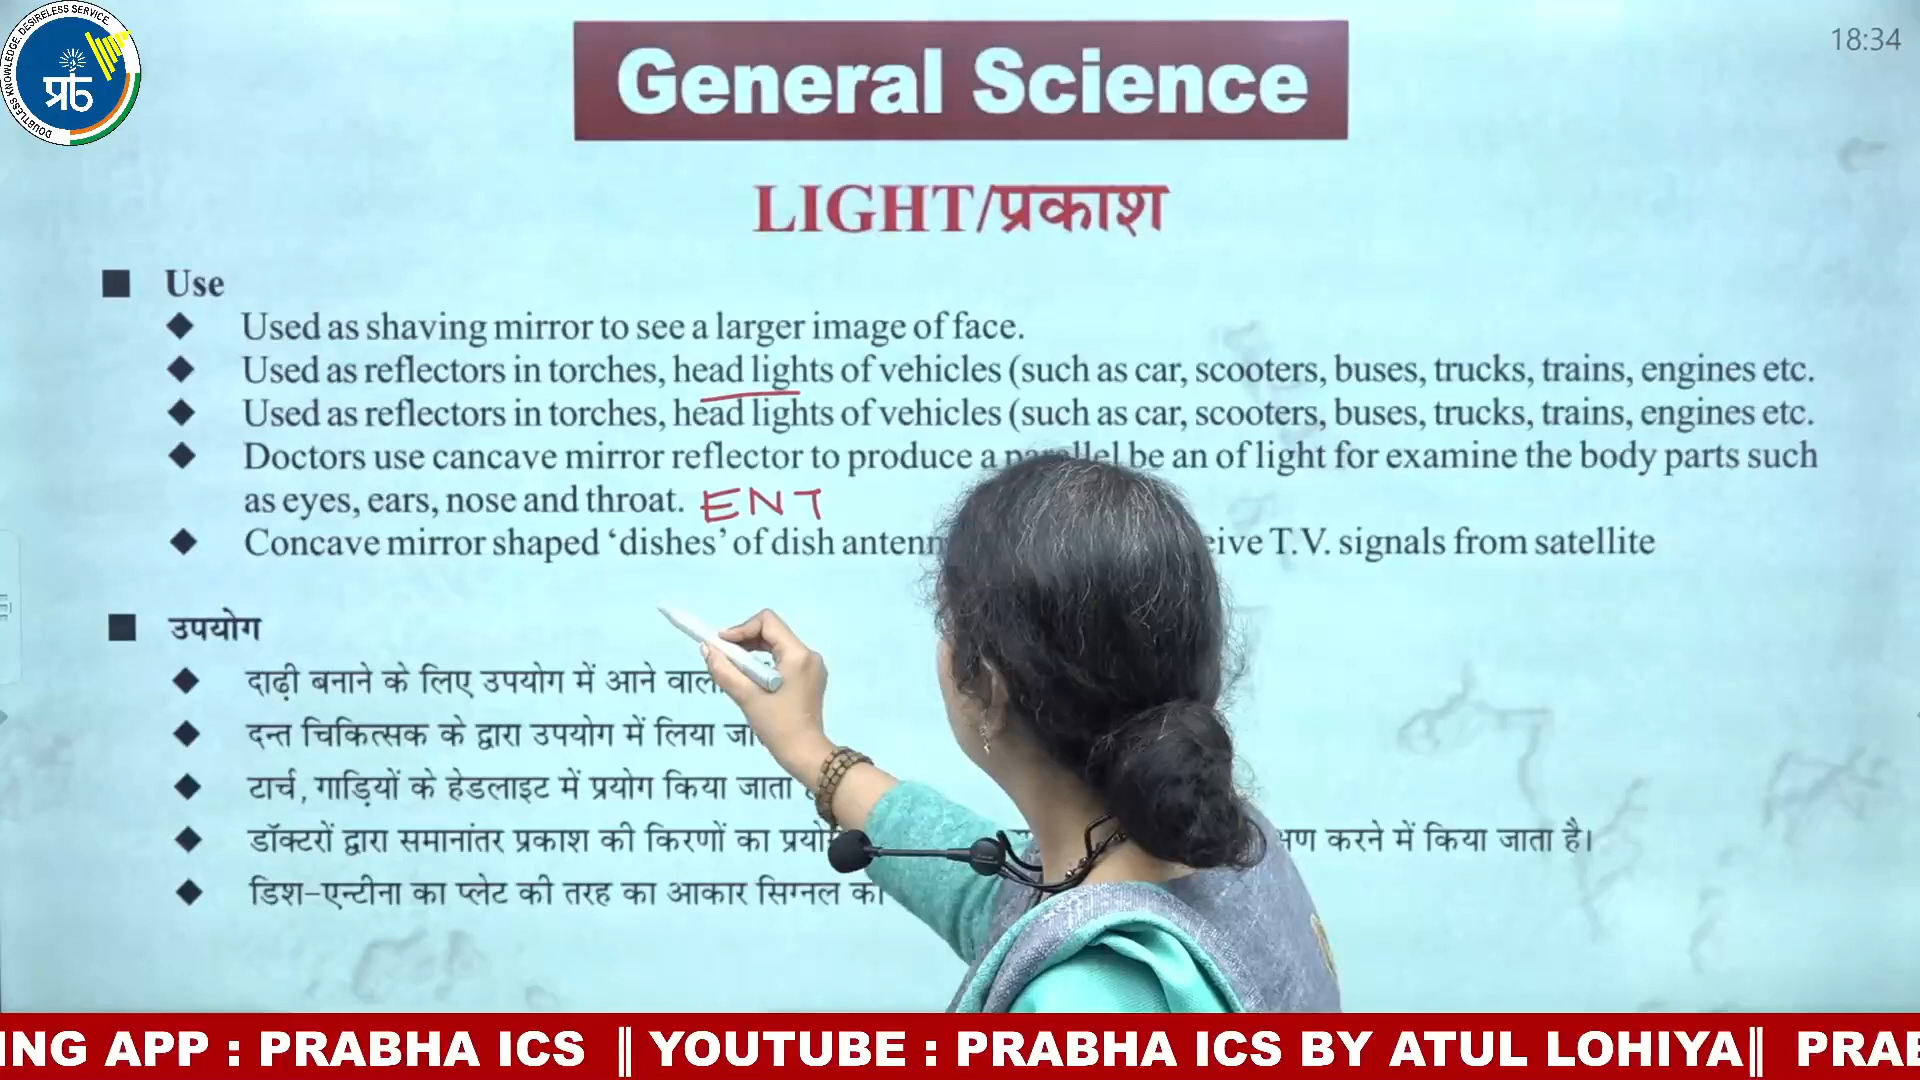 DOUBTLESS KNOWLEDGE, DESIRELESS SERVICE.
प्रb
18:34
General Science
LIGHT/प्रकाश
■ Use
◆ Used as shaving mirror to see a larger image of face.
◆ Used as reflectors in torches, head lights of vehicles (such as car, scooters, buses, trucks, trains, engines etc.
◆ Used as reflectors in torches, head lights of vehicles (such as car, scooters, buses, trucks, trains, engines etc.
◆ Doctors use cancave mirror reflector to produce a parallel be an of light for examine the body parts such
as eyes, ears, nose and throat. ENT
◆ Concave mirror shaped ‘dishes’ of dish T.V. signals from satellite
■ उपयोग
◆ दाढ़ी बनाने के लिए उपयोग में आने
◆ दन्त चिकित्सक के द्वारा उपयोग में लिया
◆ टार्च, गाड़ियों के हेडलाइट में प्रयोग किया जाता
◆ डॉक्टरों द्वारा समानांतर प्रकाश की किरणों का करने में किया जाता है।
◆ डिश-एन्टीना का प्लेट की तरह का आकार सिग्नल को
ING APP : PRABHA ICS || YOUTUBE : PRABHA ICS BY ATUL LOHIYA||